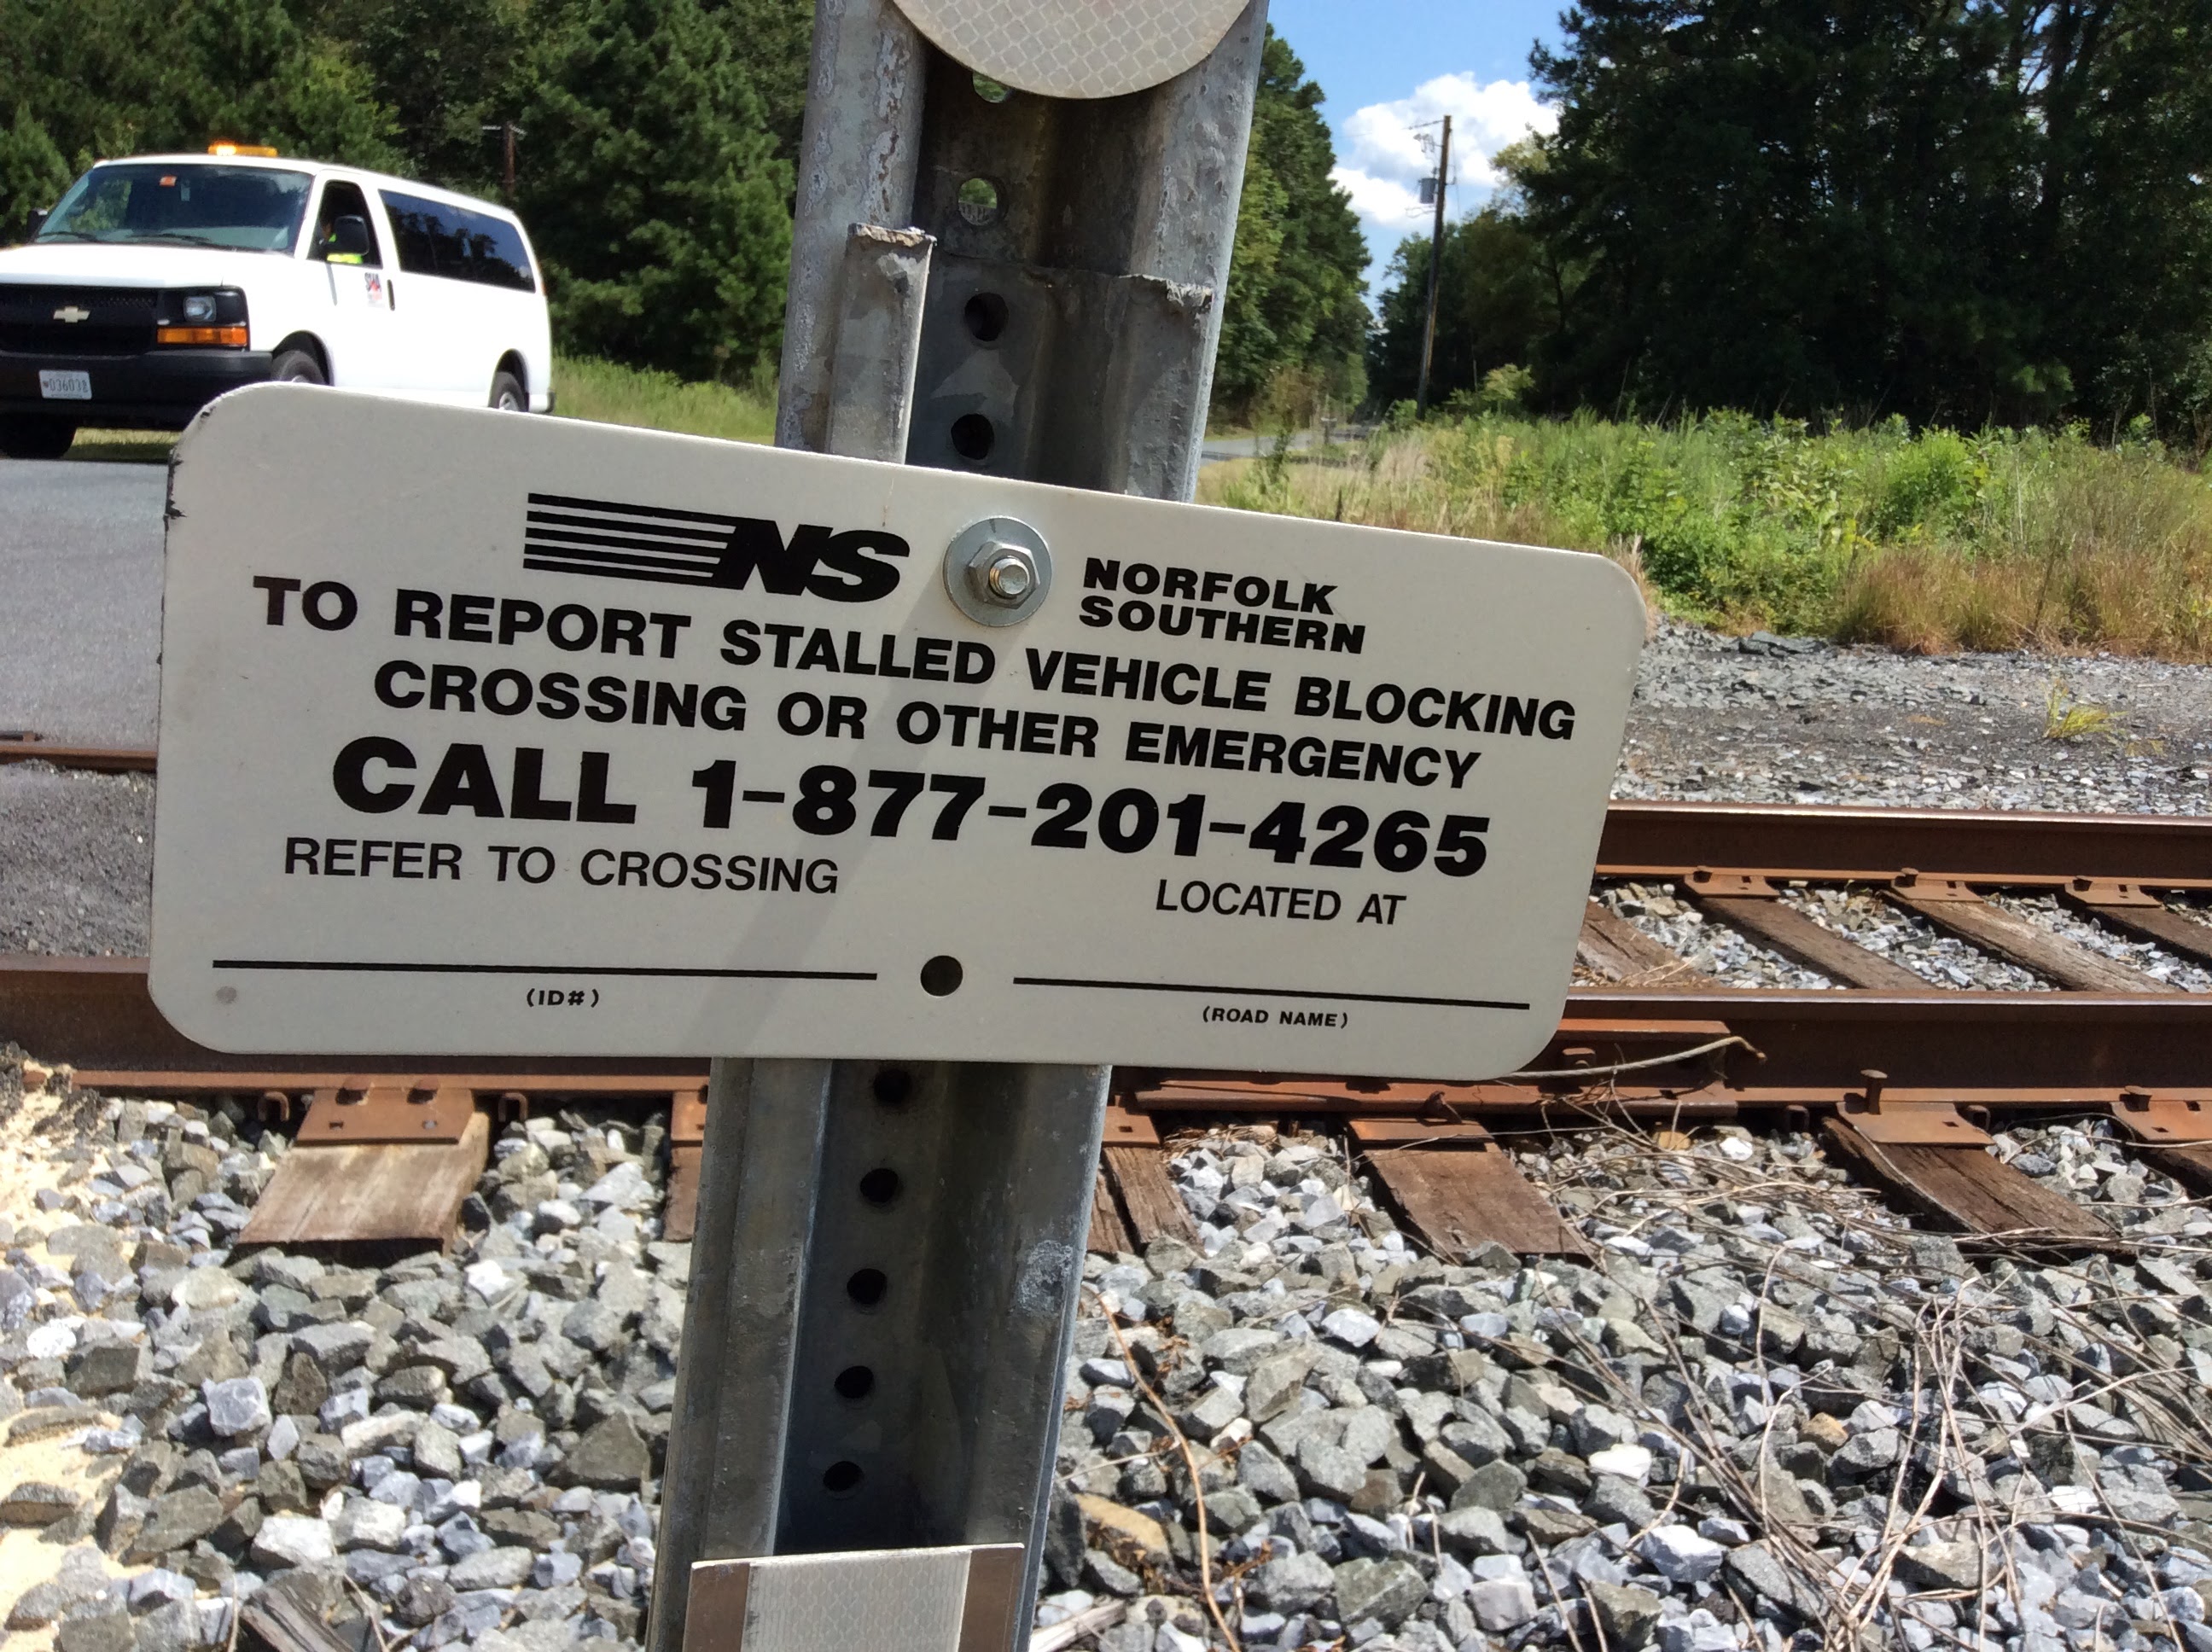 NS
NORFOLK
SOUTHERN
TO REPORT STALLED VEHICLE BLOCKING
CROSSING OR OTHER EMERGENCY
CALL 1-877-201-4265
REFER TO CROSSING
LOCATED AT
(ID#)
(ROAD NAME)